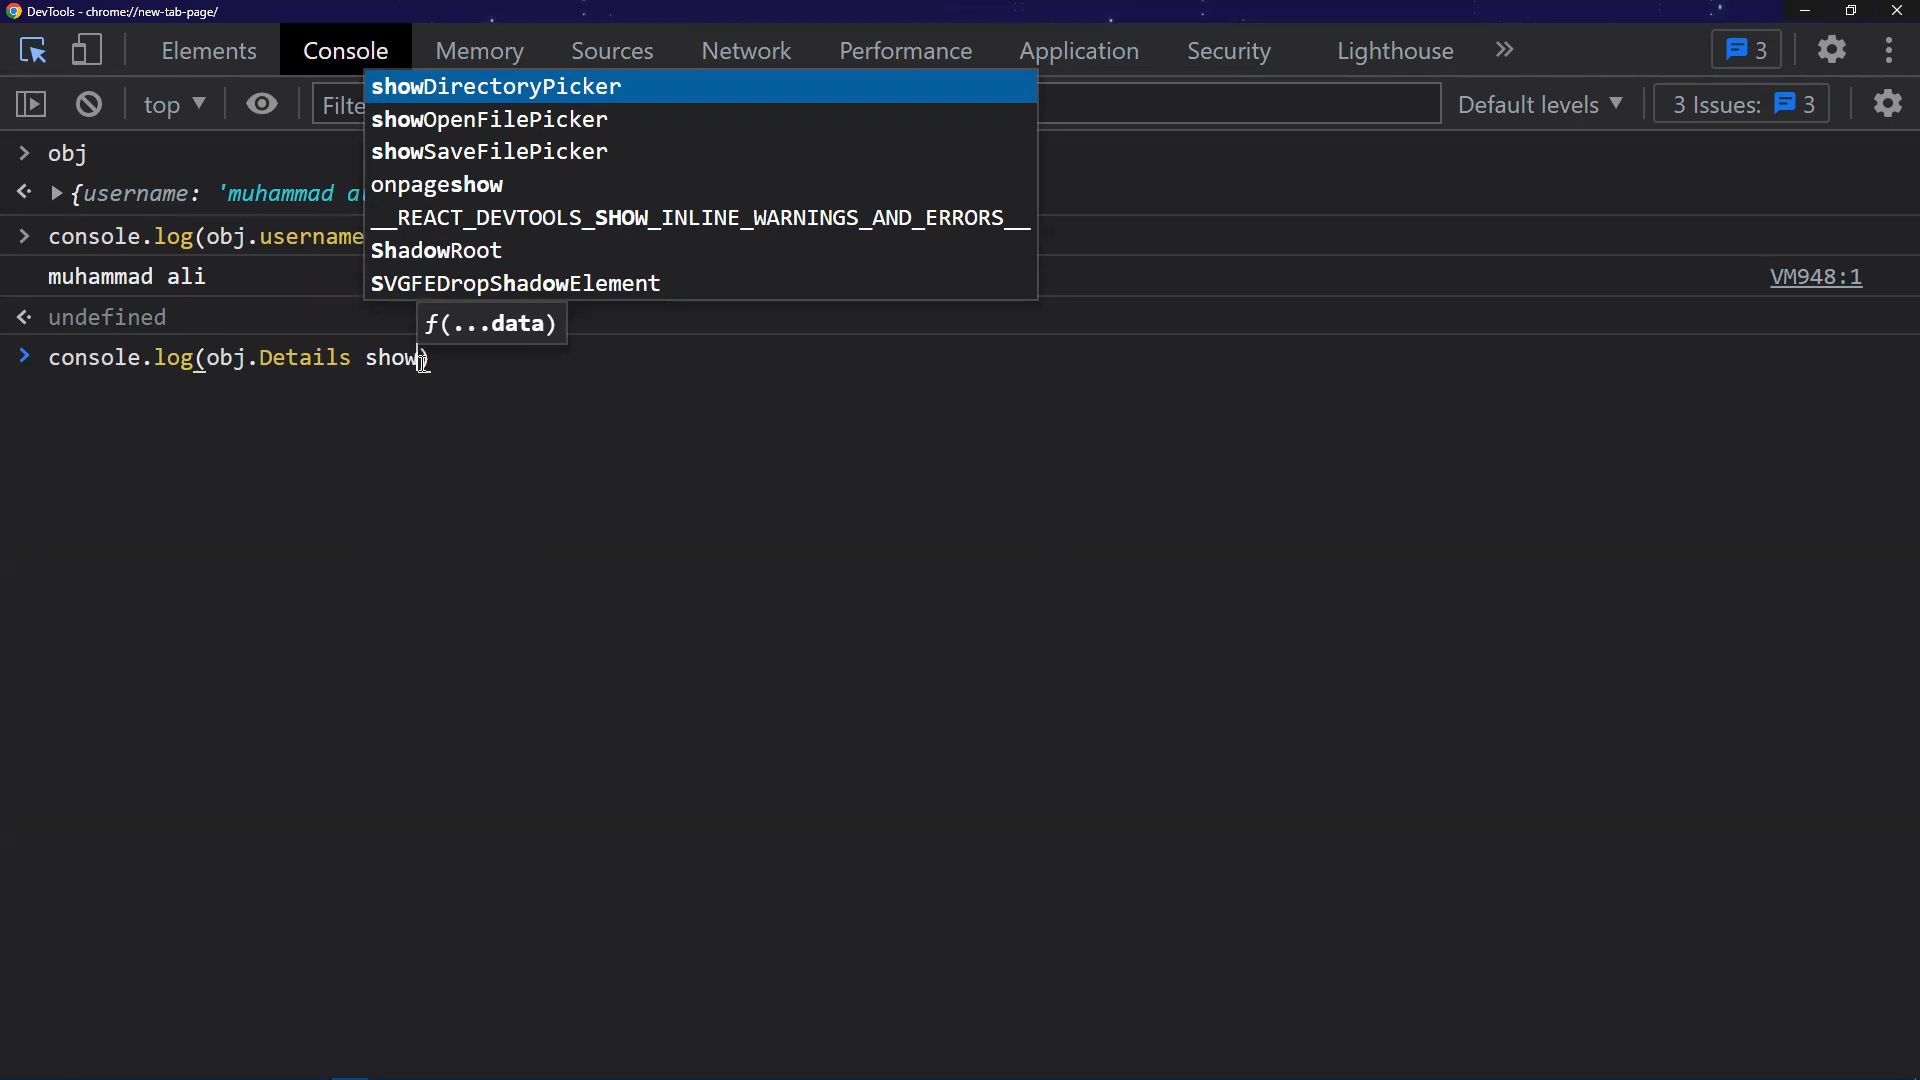 DevTools - chrome://new-tab-page/
Elements Console Memory Sources Network Performance Application Security Lighthouse 3
top Filte Default levels 3 Issues: 3
showDirectoryPicker
showOpenFilePicker
showSaveFilePicker
onpageshow
__REACT_DEVTOOLS_SHOW_INLINE_WARNINGS_AND_ERRORS__
ShadowRoot
SVGFEDropShadowElement
obj
{username: 'muhammad al
console.log(obj.username
muhammad ali VM948:1
undefined
ƒ(...data)
console.log(obj.Details show)